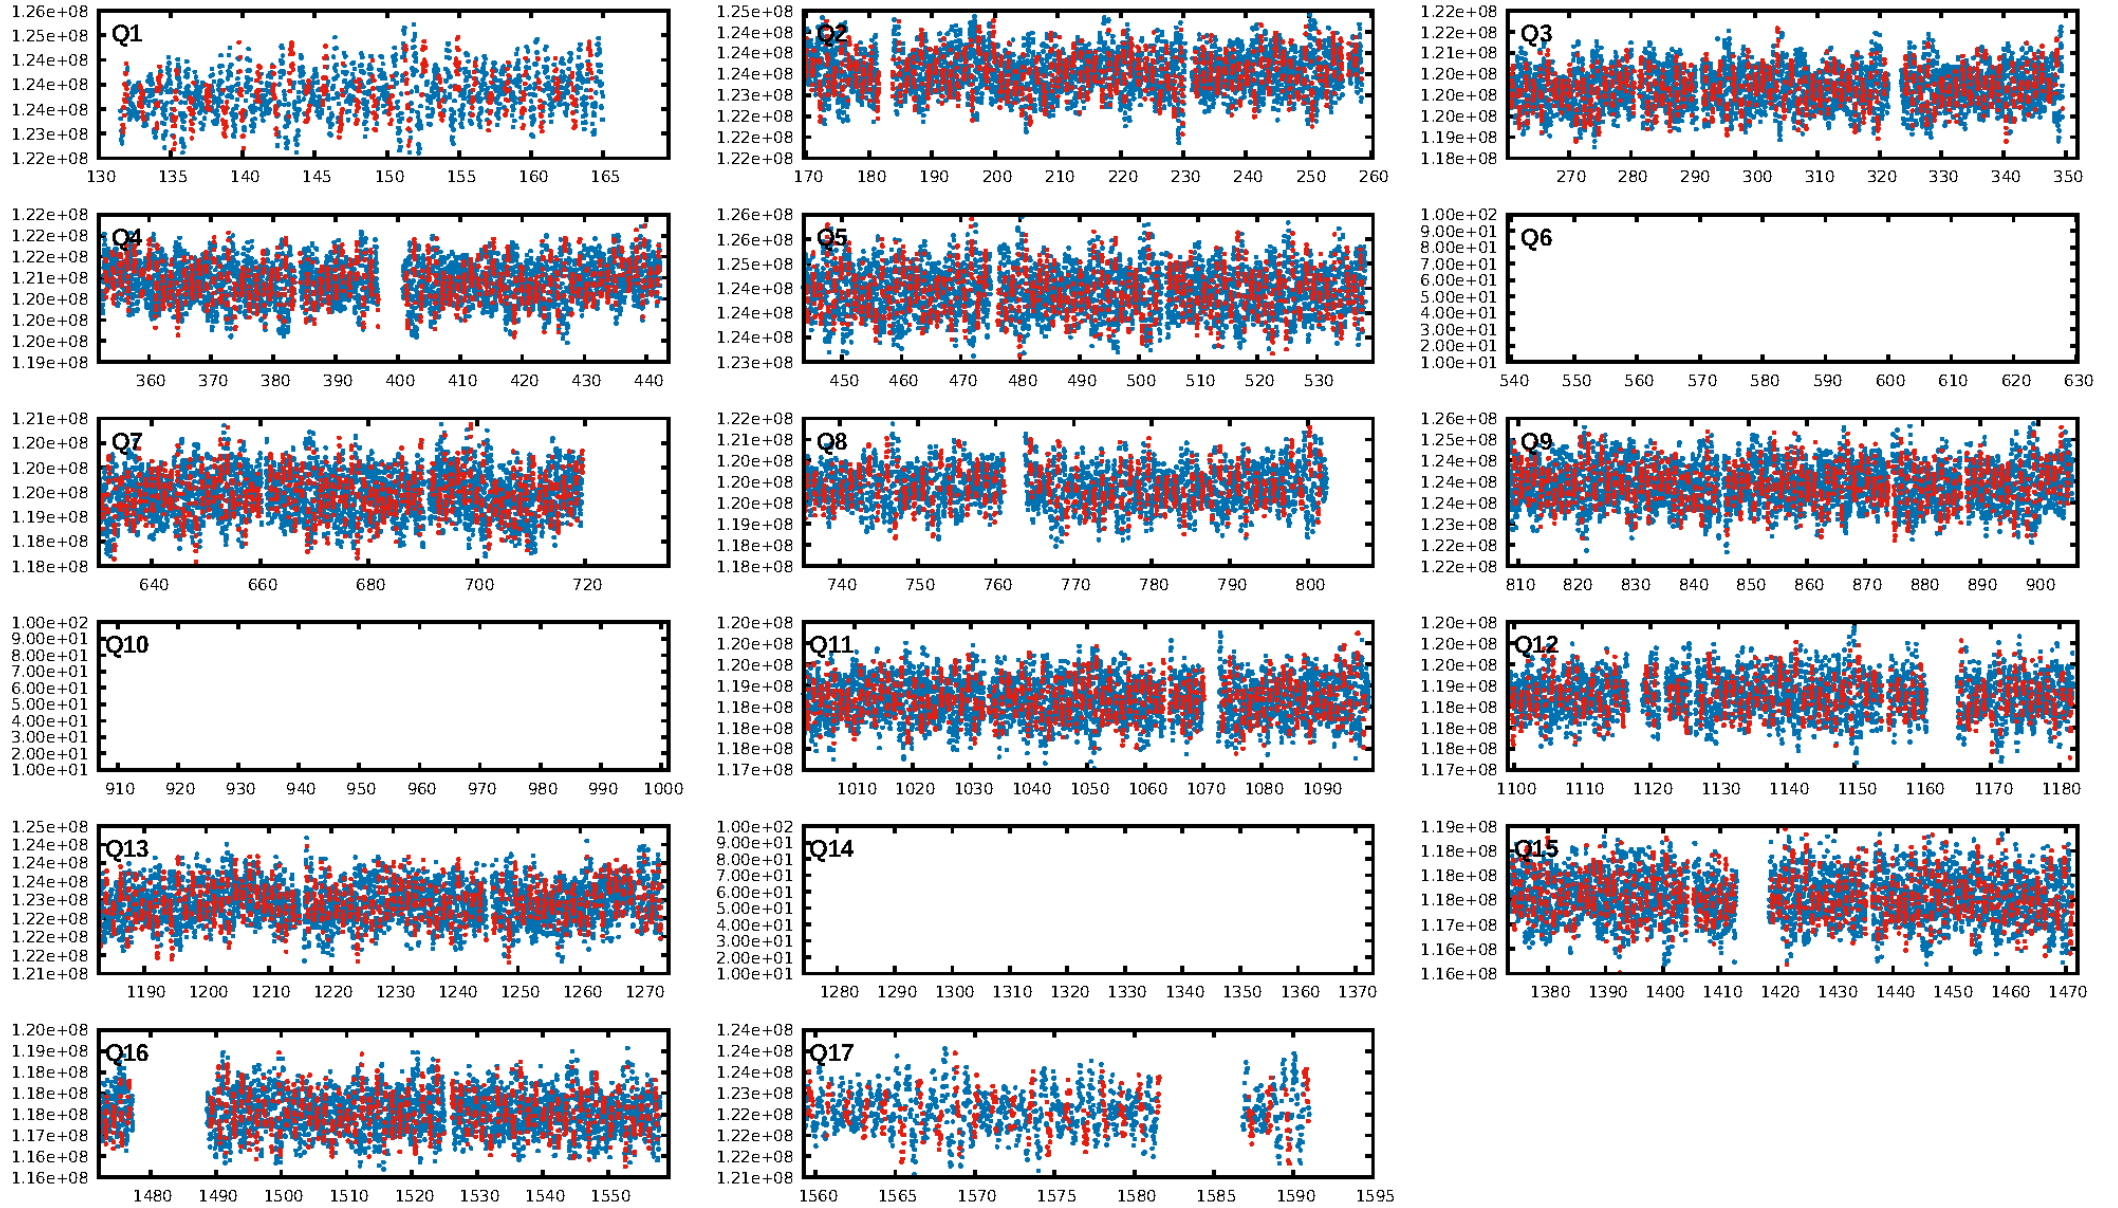 1.26e+08 1.25e+08 1.24e+08 1.24e+08 1.23e+08 1.22e+08
Q1
130 135 140 145 150 155 160 165
1.25e+08 1.24e+08 1.24e+08 1.24e+08 1.23e+08 1.22e+08 1.22e+08 1.22e+08
Q2
170 180 190 200 210 220 230 240 250 260
1.22e+08 1.22e+08 1.21e+08 1.20e+08 1.20e+08 1.19e+08 1.19e+08 1.18e+08
Q3
270 280 290 300 310 320 330 340 350
1.22e+08 1.22e+08 1.22e+08 1.21e+08 1.20e+08 1.20e+08 1.20e+08 1.19e+08
Q4
360 370 380 390 400 410 420 430 440
1.26e+08 1.26e+08 1.25e+08 1.24e+08 1.24e+08 1.24e+08 1.23e+08
Q5
450 460 470 480 490 500 510 520 530
1.00e+02 9.00e+01 8.00e+01 7.00e+01 6.00e+01 5.00e+01 4.00e+01 3.00e+01 2.00e+01 1.00e+01
Q6
540 550 560 570 580 590 600 610 620 630
1.21e+08 1.20e+08 1.20e+08 1.20e+08 1.19e+08 1.18e+08 1.18e+08
Q7
640 660 680 700 720
1.22e+08 1.21e+08 1.20e+08 1.20e+08 1.19e+08 1.18e+08 1.18e+08
Q8
740 750 760 770 780 790 800
1.26e+08 1.25e+08 1.24e+08 1.24e+08 1.23e+08 1.22e+08 1.22e+08
Q9
810 820 830 840 850 860 870 880 890 900
1.00e+02 9.00e+01 8.00e+01 7.00e+01 6.00e+01 5.00e+01 4.00e+01 3.00e+01 2.00e+01 1.00e+01
Q10
910 920 930 940 950 960 970 980 990 1000
1.20e+08 1.20e+08 1.20e+08 1.19e+08 1.18e+08 1.18e+08 1.18e+08 1.17e+08
Q11
1010 1020 1030 1040 1050 1060 1070 1080 1090
1.20e+08 1.20e+08 1.20e+08 1.19e+08 1.18e+08 1.18e+08 1.18e+08 1.17e+08
Q12
1100 1110 1120 1130 1140 1150 1160 1170 1180
1.25e+08 1.24e+08 1.24e+08 1.24e+08 1.23e+08 1.22e+08 1.22e+08 1.22e+08 1.21e+08
Q13
1190 1200 1210 1220 1230 1240 1250 1260 1270
1.00e+02 9.00e+01 8.00e+01 7.00e+01 6.00e+01 5.00e+01 4.00e+01 3.00e+01 2.00e+01 1.00e+01
Q14
1280 1290 1300 1310 1320 1330 1340 1350 1360 1370
1.19e+08 1.18e+08 1.18e+08 1.18e+08 1.17e+08 1.16e+08 1.16e+08
Q15
1380 1390 1400 1410 1420 1430 1440 1450 1460 1470
1.20e+08 1.19e+08 1.18e+08 1.18e+08 1.18e+08 1.17e+08 1.16e+08 1.16e+08
Q16
1480 1490 1500 1510 1520 1530 1540 1550
1.24e+08 1.24e+08 1.23e+08 1.22e+08 1.22e+08 1.22e+08 1.21e+08
Q17
1560 1565 1570 1575 1580 1585 1590 1595